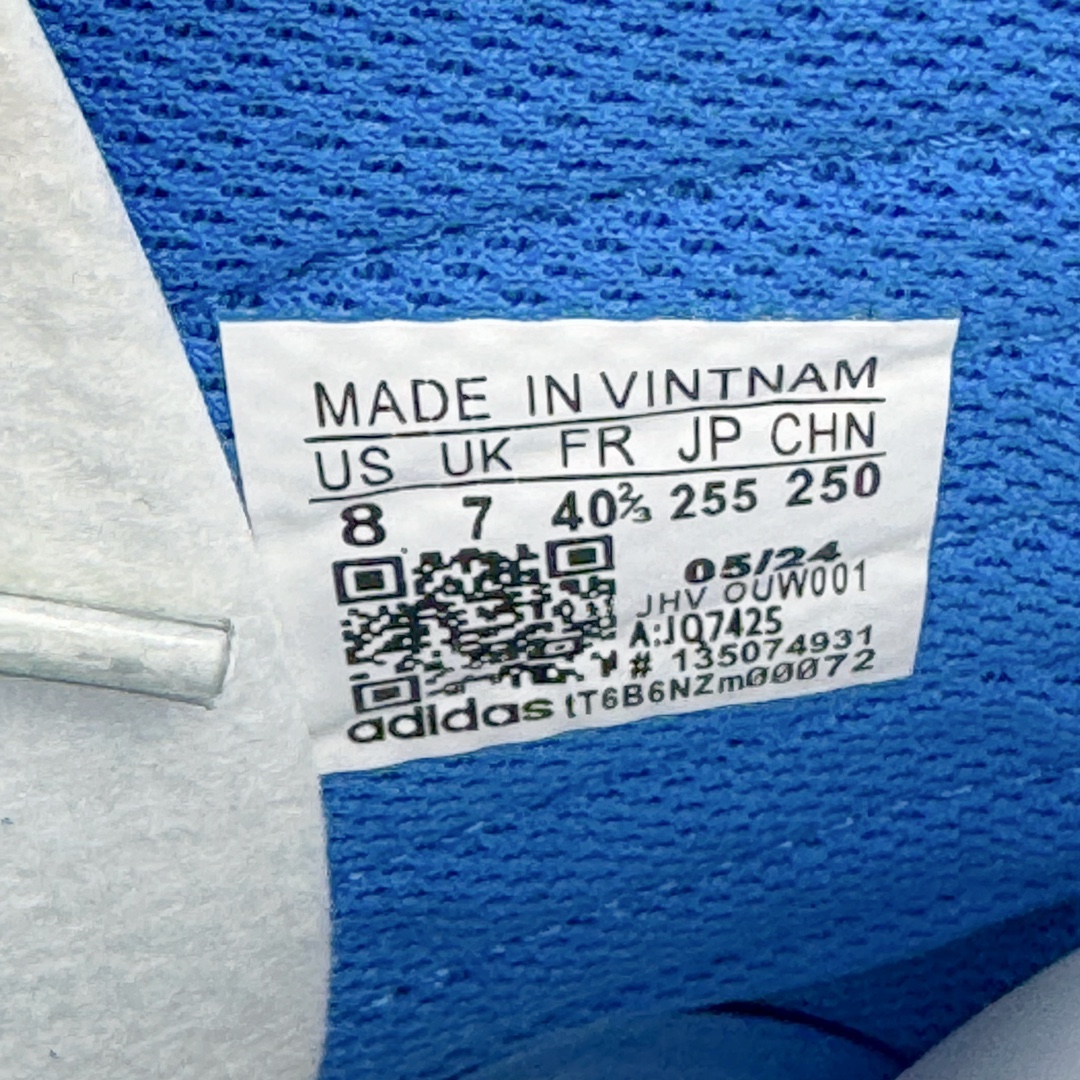 MADE IN VINTNAM
US UK FR JP CHN
8 7 40⅔ 255 250
05/24
JHV OUW001
A:JQ7425
# 135074931
adidas tT6B6NZm00072